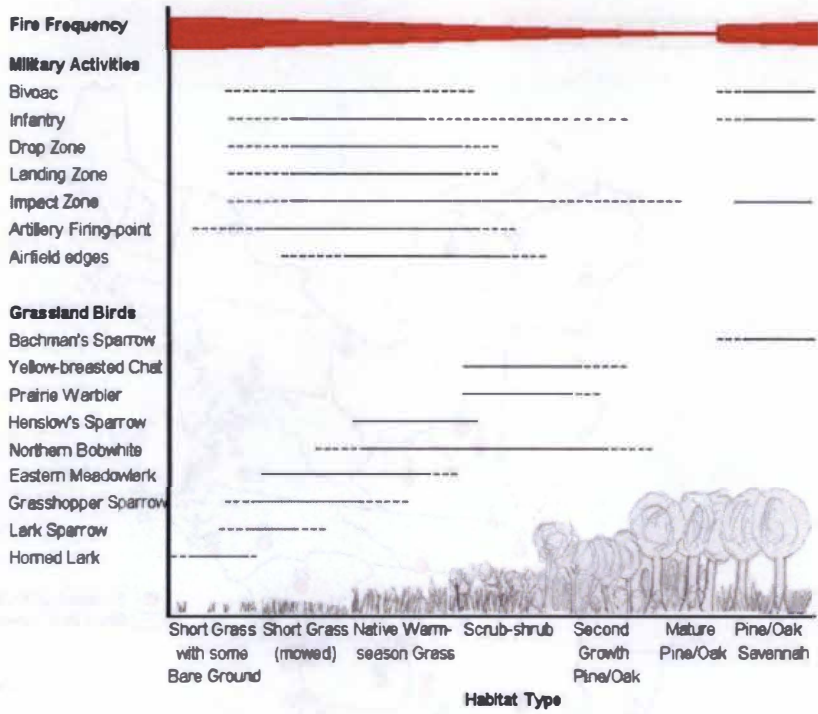 Fire Frequency
Military Activities
Bivoac
Infantry
Drop Zone
Landing Zone
Impact Zone
Artillery Firing-point
Airfield edges
Grassland Birds
Bachman's Sparrow
Yellow-breasted Chat
Prairie Warbler
Henslow's Sparrow
Northern Bobwhite
Eastern Meadowlark
Grasshopper Sparrow
Lark Sparrow
Horned Lark
Short Grass with some Bare Ground
Short Grass (mowed)
Native Warm-season Grass
Scrub-shrub
Second Growth Pine/Oak
Mature Pine/Oak
Pine/Oak Savennah
Habitat Type